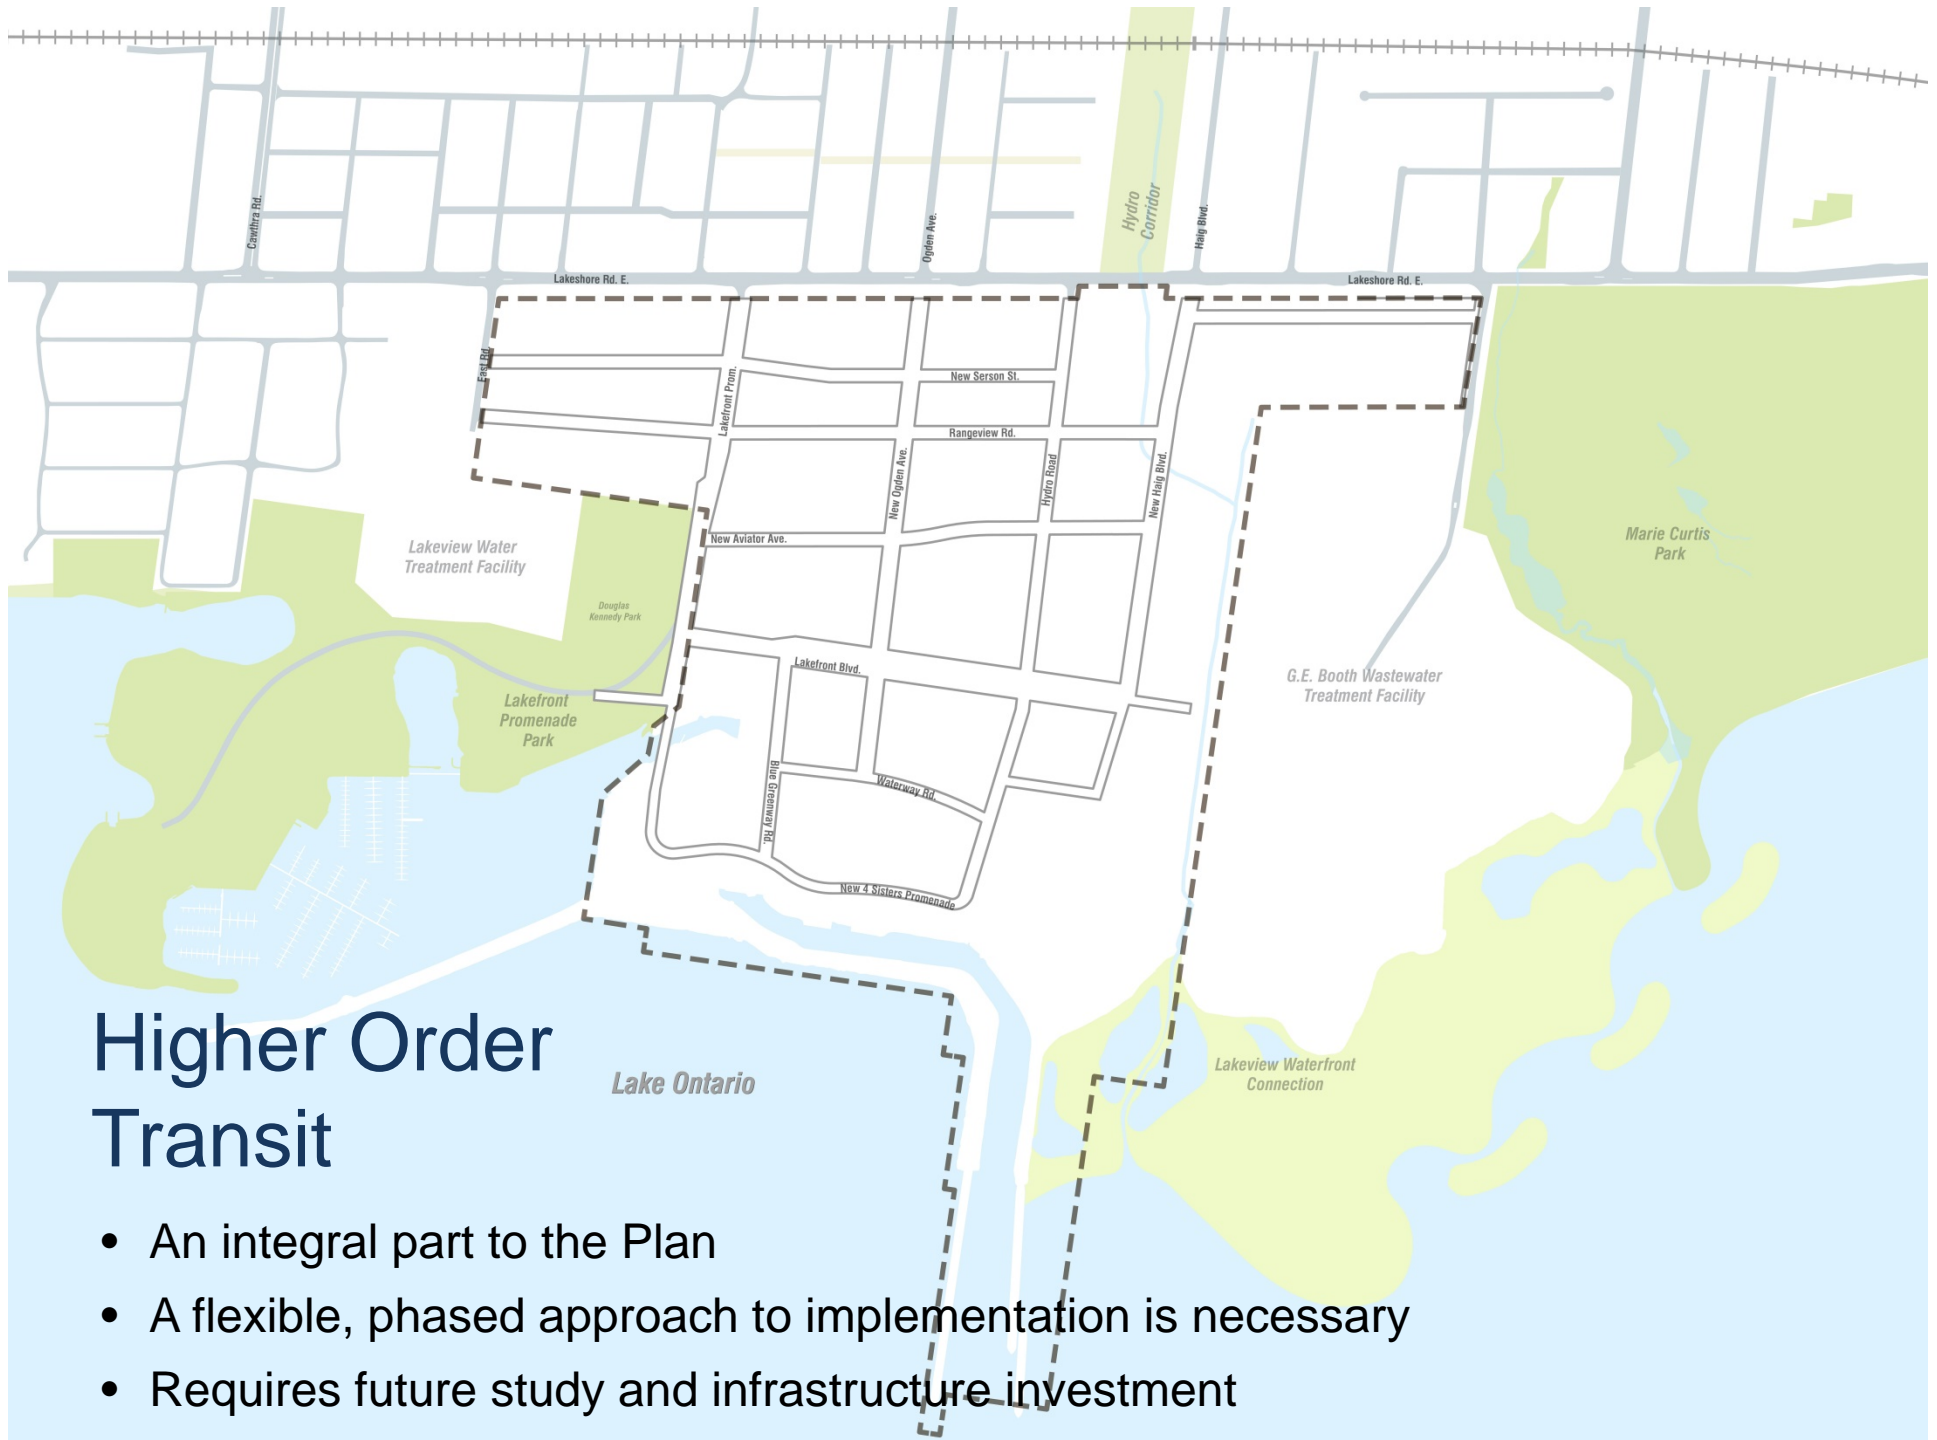 Cawthra Rd.
Ogden Ave.
Hydro
Corridor
Haig Blvd.
Lakeshore Rd. E.
Lakeshore Rd. E.
East Rd.
Lakefront Prom.
New Serson St.
Rangeview Rd.
New Ogden Ave.
Hydro Road
New Haig Blvd.
New Aviator Ave.
Lakeview Water
Treatment Facility
Marie Curtis
Park
Douglas
Kennedy Park
Lakefront Blvd.
G.E. Booth Wastewater
Treatment Facility
Lakefront
Promenade
Park
Blue Greenway Rd.
Waterway Rd.
New 4 Sisters Promenade
Lakeview Waterfront
Connection
Lake Ontario
Higher Order
Transit
• An integral part to the Plan
• A flexible, phased approach to implementation is necessary
• Requires future study and infrastructure investment